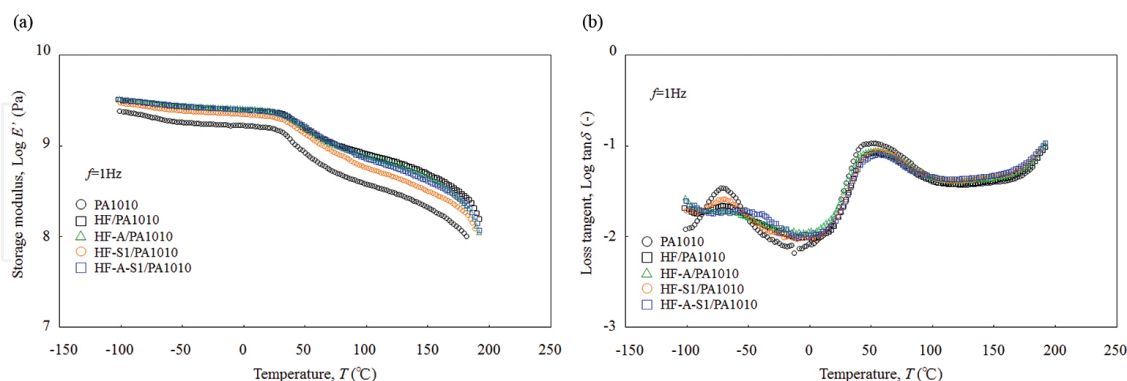 (a)
10
9
8
7
Storage modulus, Log E' (Pa)
f=1Hz
PA1010
HF/PA1010
HF-A/PA1010
HF-S1/PA1010
HF-A-S1/PA1010
-150 -100 -50 0 50 100 150 200 250
Temperature, T (℃)
(b)
0
-1
-2
-3
Loss tangent, Log tanδ (-)
f=1Hz
PA1010
HF/PA1010
HF-A/PA1010
HF-S1/PA1010
HF-A-S1/PA1010
-150 -100 -50 0 50 100 150 200 250
Temperature, T (℃)